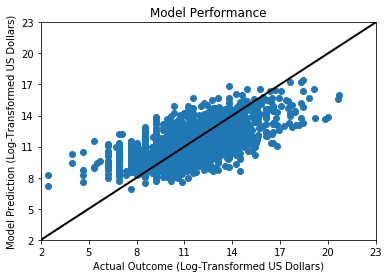 Model Performance
Model Prediction (Log-Transformed US Dollars)
23
20
17
14
11
8
5
2
2 5 8 11 14 17 20 23
Actual Outcome (Log-Transformed US Dollars)